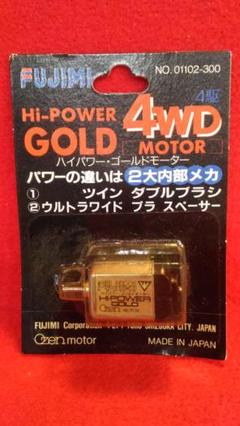 FUJIMI
NO. 01102-300
4駆
Hi-POWER
GOLD
4WD
MOTOR
ハイパワー・ゴールドモーター
パワーの違いは2大内部メカ
① ツイン ダブルブラシ
② ウルトラワイド ブラ スペーサー
Hi-POWER
GOLD
Ozen MOTOR
FUJIMI Corporation
SHIZUOKA CITY. JAPAN
Ozen motor
MADE IN JAPAN